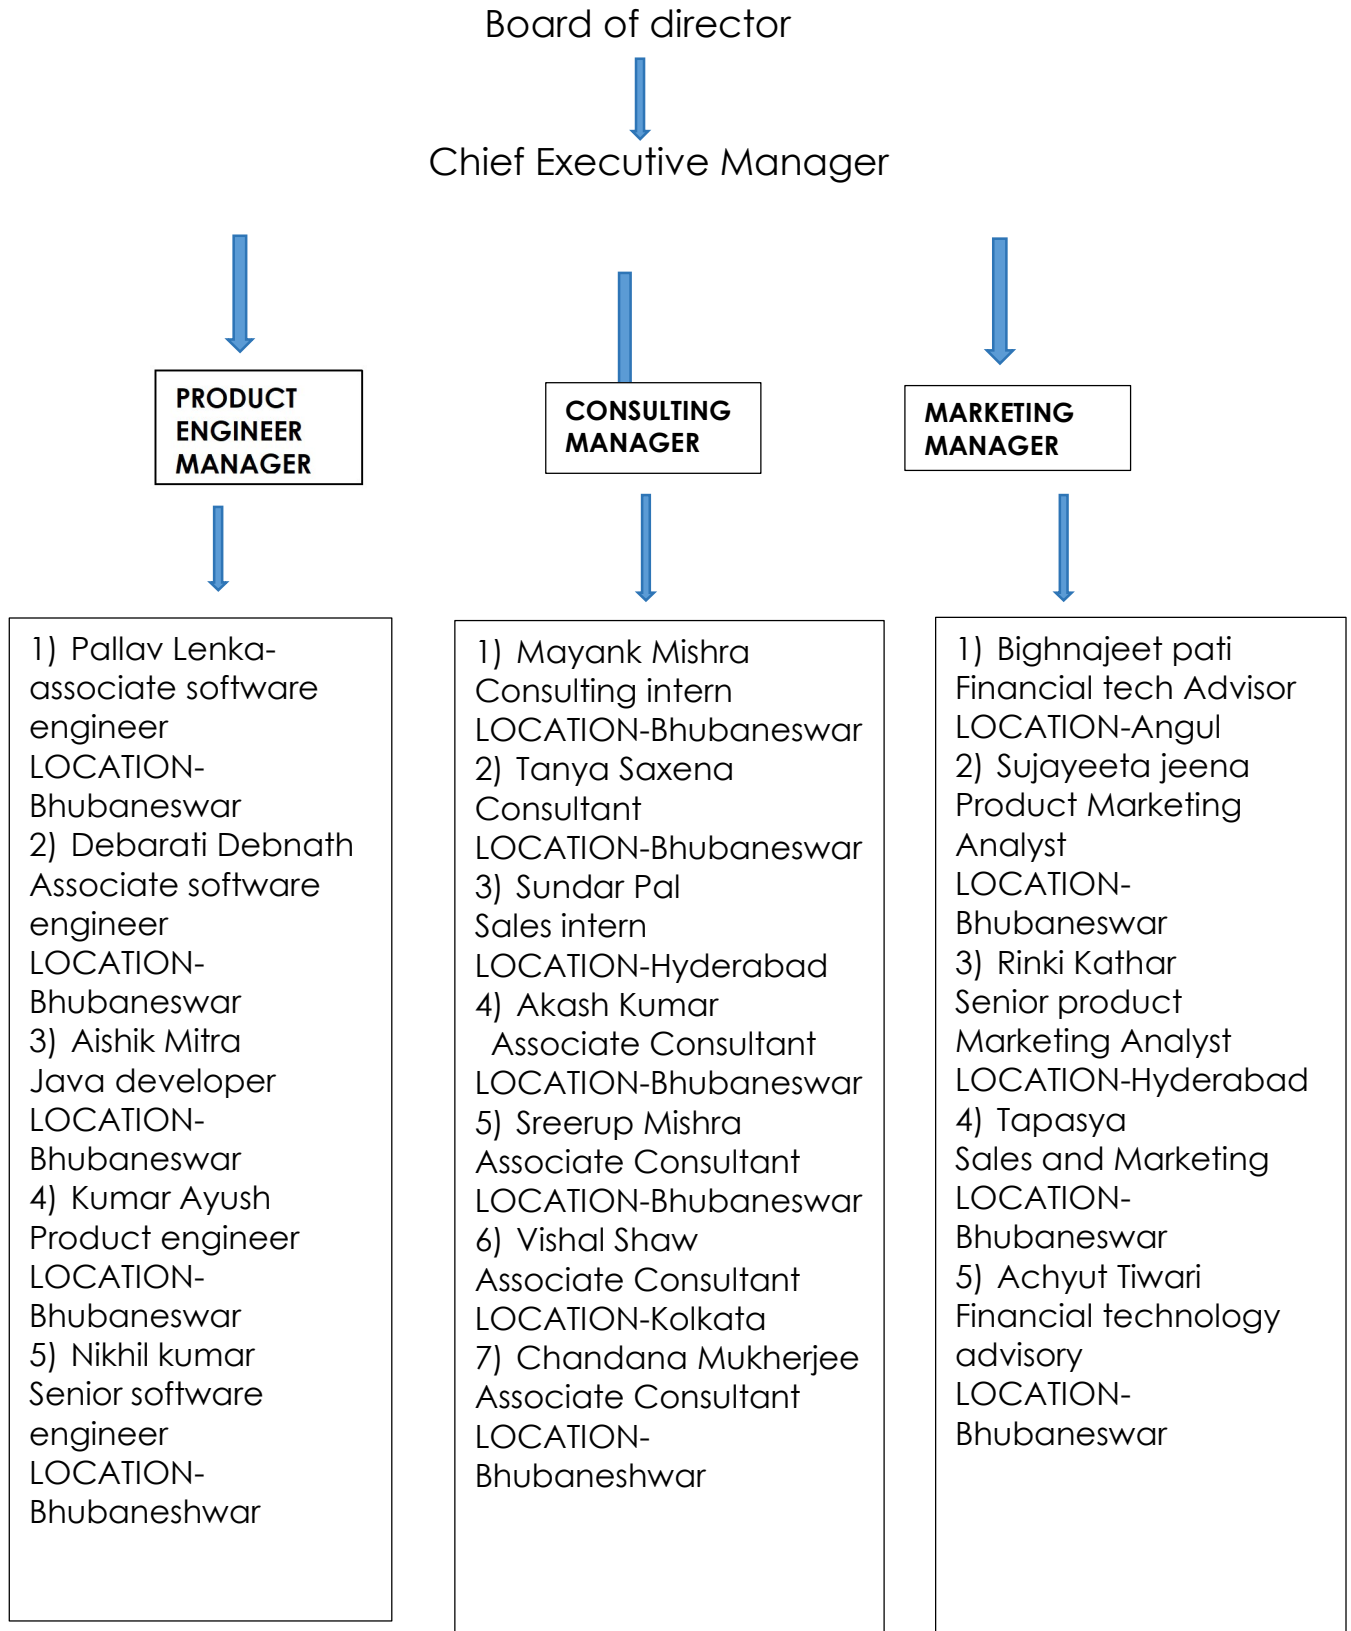 Board of director
Chief Executive Manager
PRODUCT
ENGINEER
MANAGER
CONSULTING
MANAGER
MARKETING
MANAGER
1) Pallav Lenka-
associate software
engineer
LOCATION-
Bhubaneswar
2) Debarati Debnath
Associate software
engineer
LOCATION-
Bhubaneswar
3) Aishik Mitra
Java developer
LOCATION-
Bhubaneswar
4) Kumar Ayush
Product engineer
LOCATION-
Bhubaneswar
5) Nikhil kumar
Senior software
engineer
LOCATION-
Bhubaneshwar
1) Mayank Mishra
Consulting intern
LOCATION-Bhubaneswar
2) Tanya Saxena
Consultant
LOCATION-Bhubaneswar
3) Sundar Pal
Sales intern
LOCATION-Hyderabad
4) Akash Kumar
Associate Consultant
LOCATION-Bhubaneswar
5) Sreerup Mishra
Associate Consultant
LOCATION-Bhubaneswar
6) Vishal Shaw
Associate Consultant
LOCATION-Kolkata
7) Chandana Mukherjee
Associate Consultant
LOCATION-
Bhubaneshwar
1) Bighnajeet pati
Financial tech Advisor
LOCATION-Angul
2) Sujayeeta jeena
Product Marketing
Analyst
LOCATION-
Bhubaneswar
3) Rinki Kathar
Senior product
Marketing Analyst
LOCATION-Hyderabad
4) Tapasya
Sales and Marketing
LOCATION-
Bhubaneswar
5) Achyut Tiwari
Financial technology
advisory
LOCATION-
Bhubaneswar